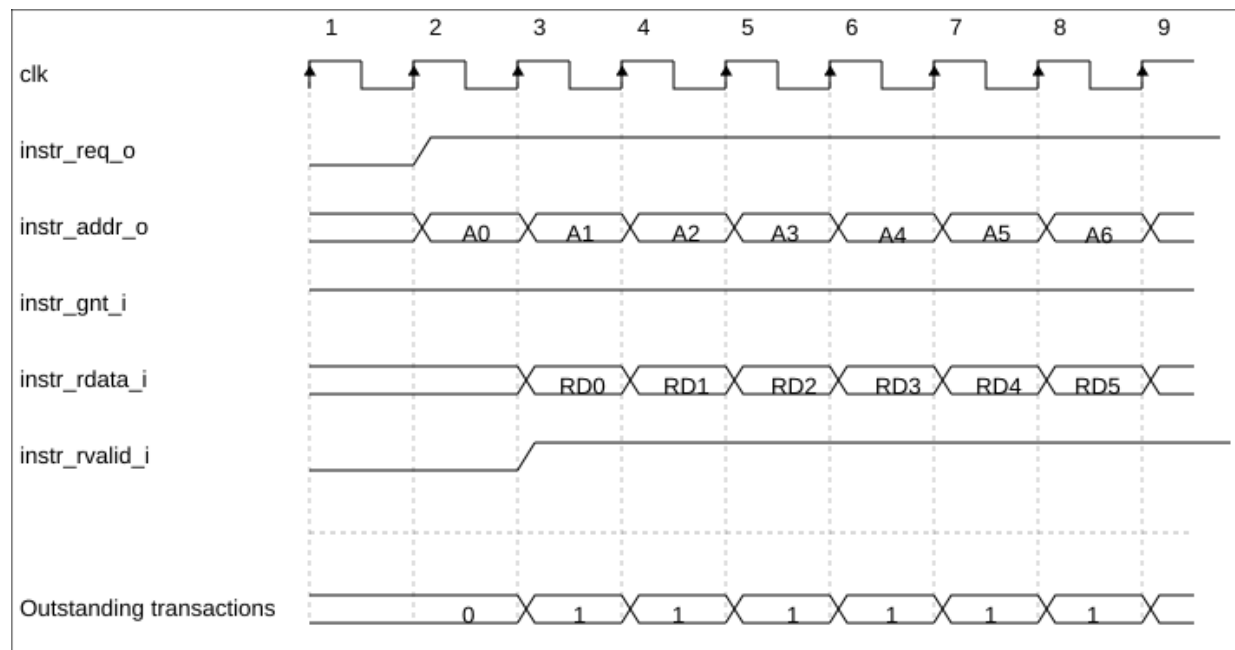 1 2 3 4 5 6 7 8 9
clk
instr_req_o
instr_addr_o A0 A1 A2 A3 A4 A5 A6
instr_gnt_i
instr_rdata_i RD0 RD1 RD2 RD3 RD4 RD5
instr_rvalid_i
Outstanding transactions 0 1 1 1 1 1 1